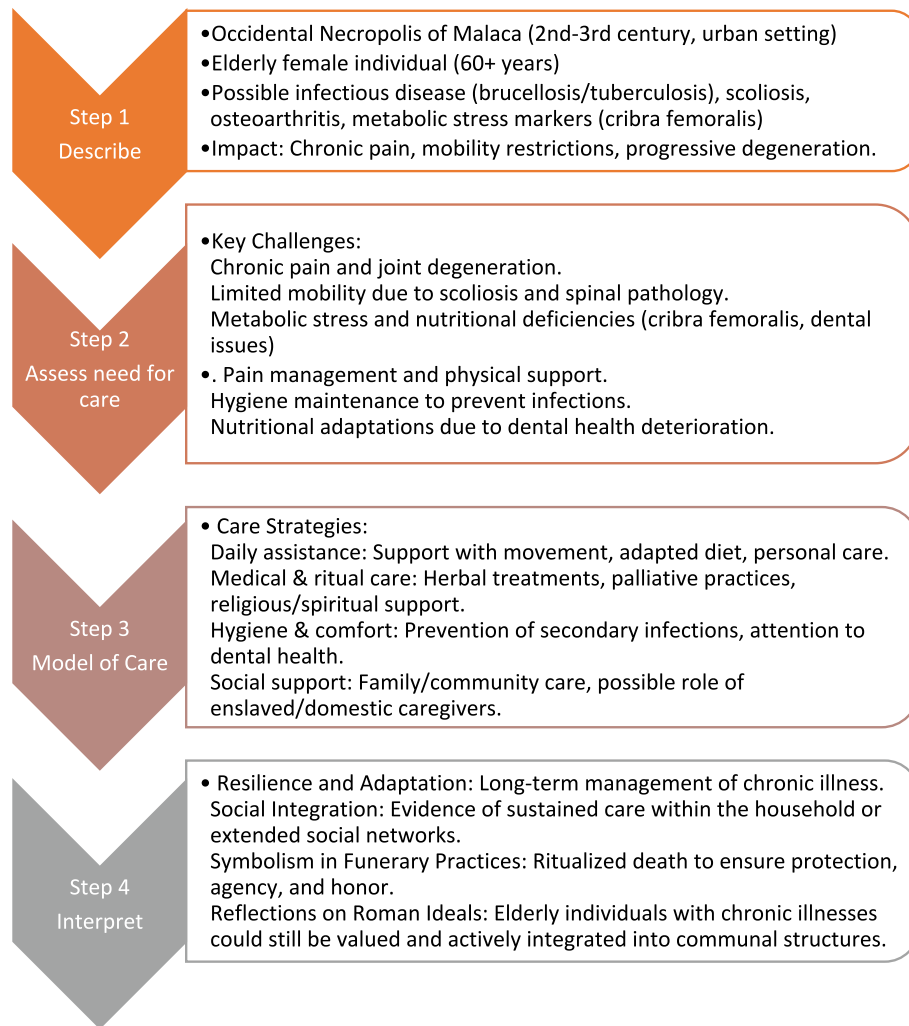 Step 1
Describe
•Occidental Necropolis of Malaca (2nd-3rd century, urban setting)
•Elderly female individual (60+ years)
•Possible infectious disease (brucellosis/tuberculosis), scoliosis,
osteoarthritis, metabolic stress markers (cribra femoralis)
•Impact: Chronic pain, mobility restrictions, progressive degeneration.
Step 2
Assess need for
care
•Key Challenges:
Chronic pain and joint degeneration.
Limited mobility due to scoliosis and spinal pathology.
Metabolic stress and nutritional deficiencies (cribra femoralis, dental
issues)
•. Pain management and physical support.
Hygiene maintenance to prevent infections.
Nutritional adaptations due to dental health deterioration.
Step 3
Model of Care
• Care Strategies:
Daily assistance: Support with movement, adapted diet, personal care.
Medical & ritual care: Herbal treatments, palliative practices,
religious/spiritual support.
Hygiene & comfort: Prevention of secondary infections, attention to
dental health.
Social support: Family/community care, possible role of
enslaved/domestic caregivers.
Step 4
Interpret
• Resilience and Adaptation: Long-term management of chronic illness.
Social Integration: Evidence of sustained care within the household or
extended social networks.
Symbolism in Funerary Practices: Ritualized death to ensure protection,
agency, and honor.
Reflections on Roman Ideals: Elderly individuals with chronic illnesses
could still be valued and actively integrated into communal structures.